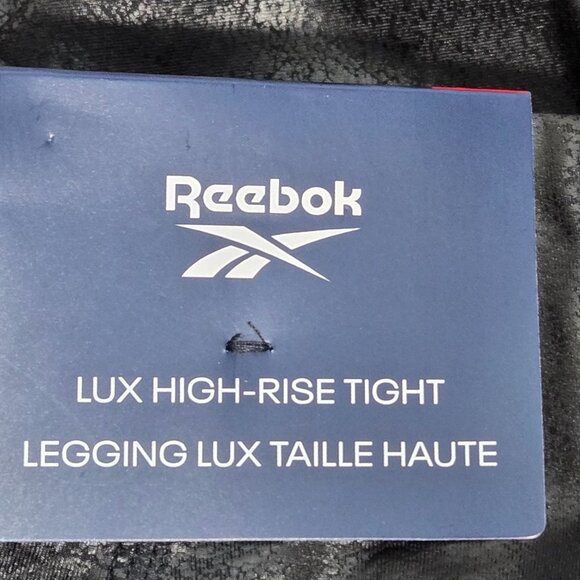 Reebok
LUX HIGH-RISE TIGHT
LEGGING LUX TAILLE HAUTE